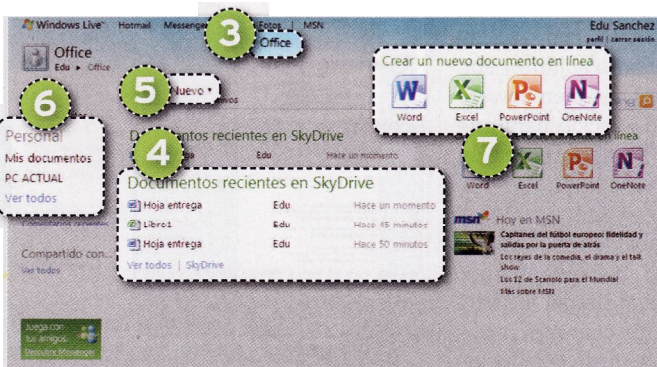 Windows Live™ Hotmail Messenger Fotos | MSN
Edu Sanchez
perfil | cerrar sesión
3
Office
Office
Edu ▸ Office
5
Nuevo ▾
Crear un nuevo documento en línea
Word Excel PowerPoint OneNote
6
Personal
Mis documentos
PC ACTUAL
Ver todos
Comentarios recientes
Compartido con...
Ver todos
Documentos recientes en SkyDrive
Edu Hace un momento
4
Documentos recientes en SkyDrive
Hoja entrega Edu Hace un momento
Libro1 Edu Hace 45 minutos
Hoja entrega Edu Hace 50 minutos
Ver todos | SkyDrive
7
línea
Word Excel PowerPoint OneNote
msn Hoy en MSN
Capitanes del fútbol europeo: fidelidad y
salidas por la puerta de atrás
Los reyes de la comedia, el drama y el talk
show
Los 12 de Scariolo para el Mundial
Más sobre MSN
Juega con
tus amigos.
Descubre Messenger